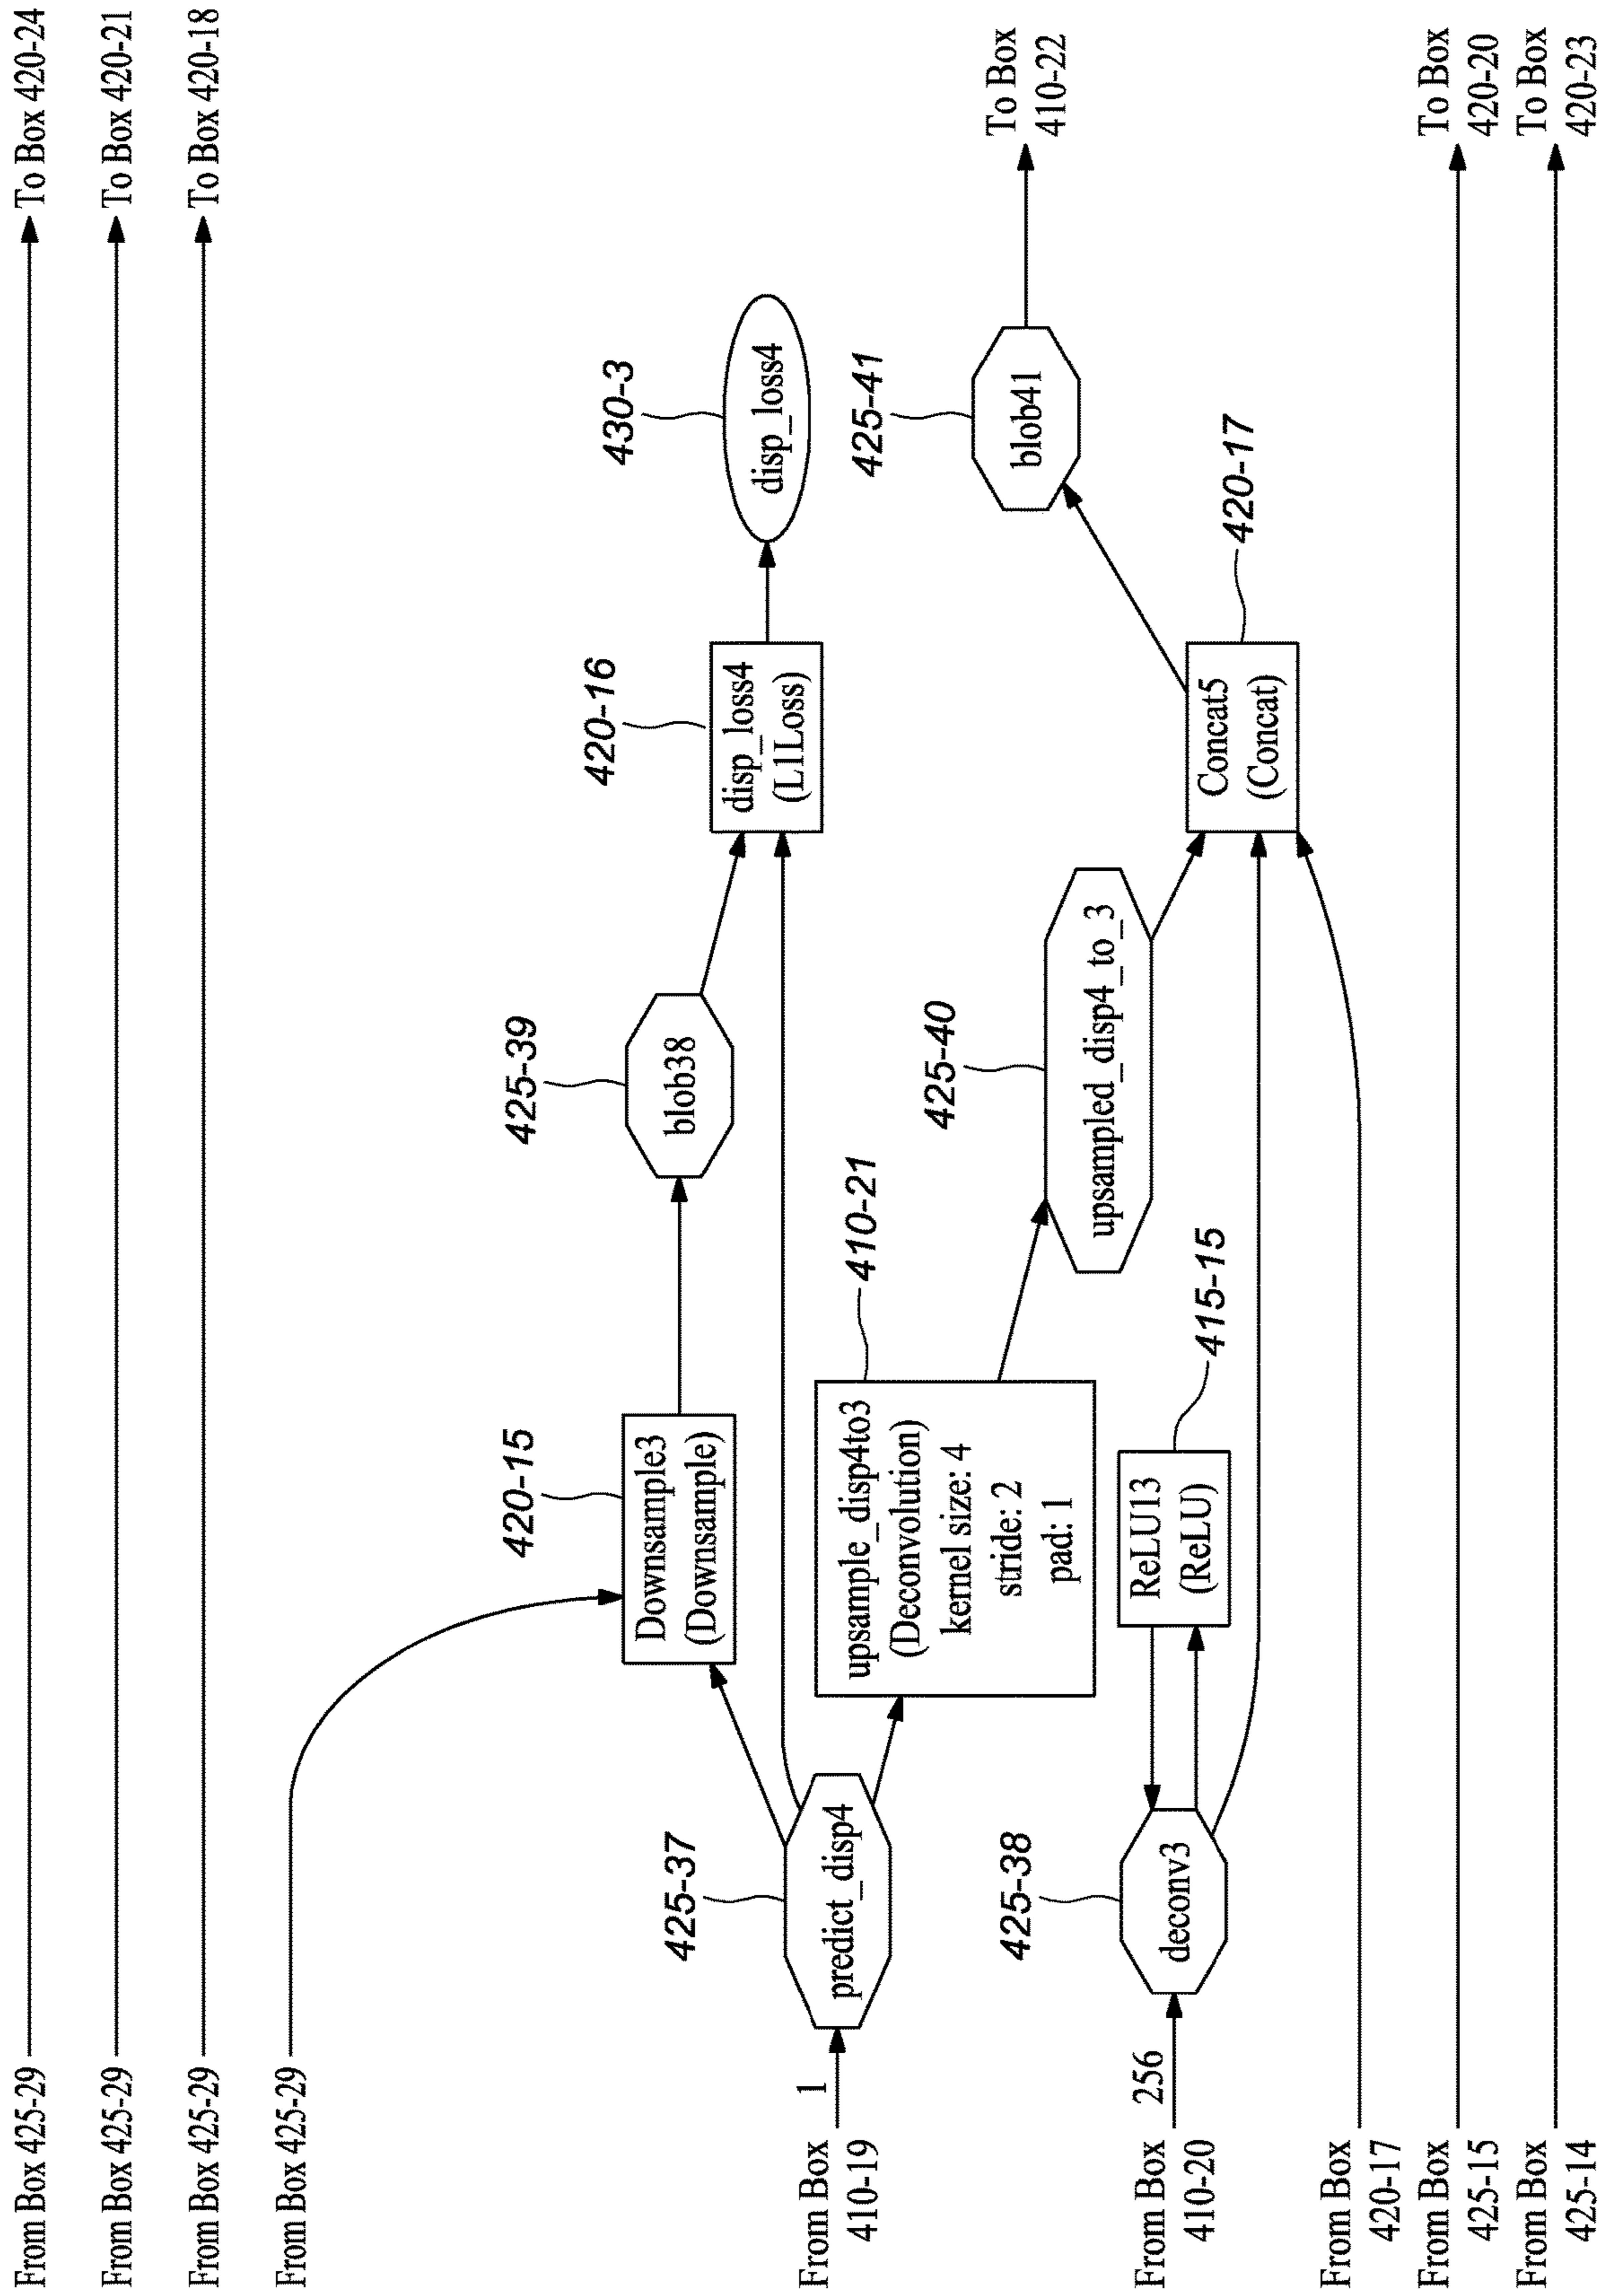 From Box 425-29
To Box 420-24
From Box 425-29
To Box 420-21
From Box 425-29
To Box 420-18
From Box 425-29
420-15
Downsample3
(Downsample)
425-39
blob38
420-16
disp_loss4
(L1Loss)
430-3
disp_loss4
From Box
410-19
1
425-37
predict_disp4
410-21
upsample_disp4to3
(Deconvolution)
kernel size: 4
stride: 2
pad: 1
425-40
upsampled_disp4_to_3
425-41
blob41
To Box
410-22
From Box
410-20
256
425-38
deconv3
415-15
ReLU13
(ReLU)
420-17
Concat5
(Concat)
From Box
420-17
From Box
425-15
To Box
420-20
From Box
425-14
To Box
420-23